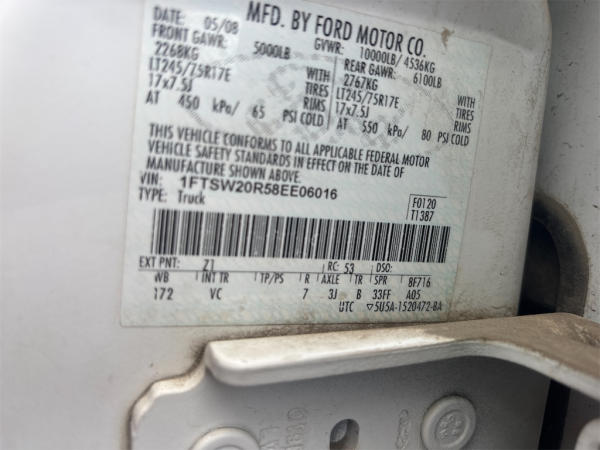 MFD. BY FORD MOTOR CO.
DATE: 05/08 GVWR: 10000LB/ 4536KG
FRONT GAWR: 5000LB REAR GAWR: 6100LB
2268KG WITH 2767KG WITH
LT245/75R17E TIRES LT245/75R17E TIRES
17x7.5J RIMS 17x7.5J RIMS
AT 450 kPa/ 65 PSI COLD AT 550 kPa/ 80 PSI COLD
THIS VEHICLE CONFORMS TO ALL APPLICABLE FEDERAL MOTOR
VEHICLE SAFETY STANDARDS IN EFFECT ON THE DATE OF
MANUFACTURE SHOWN ABOVE.
VIN: 1FTSW20R58EE06016
TYPE: Truck
F0120
T1387
EXT PNT: Z1 RC: 53 DSO:
WB INT TR TP/PS R AXLE TR SPR 8F716
172 VC 7 3J B 33FF A05
UTC ▽5U5A-1520472-BA